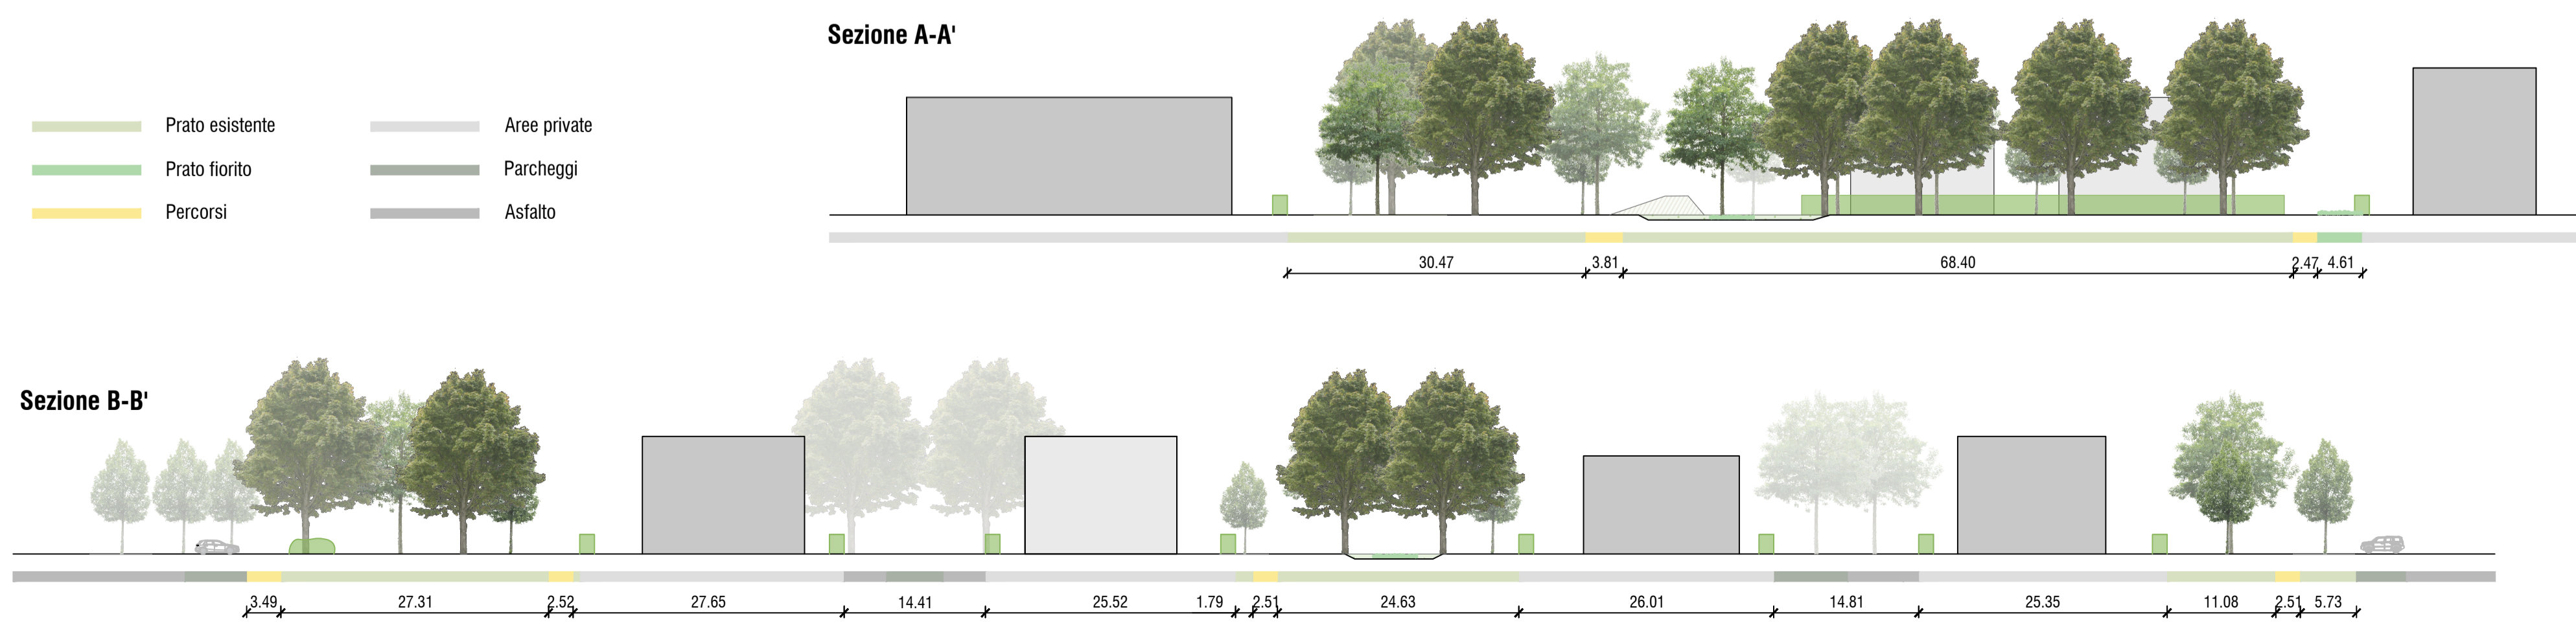 Sezione A-A'
Prato esistente
Aree private
Prato fiorito
Parcheggi
Percorsi
Asfalto
30.47 3.81 68.40 2.47 4.61
Sezione B-B'
3.49 27.31 2.52 27.65 14.41 25.52 1.79 2.51 24.63 26.01 14.81 25.35 11.08 2.51 5.73